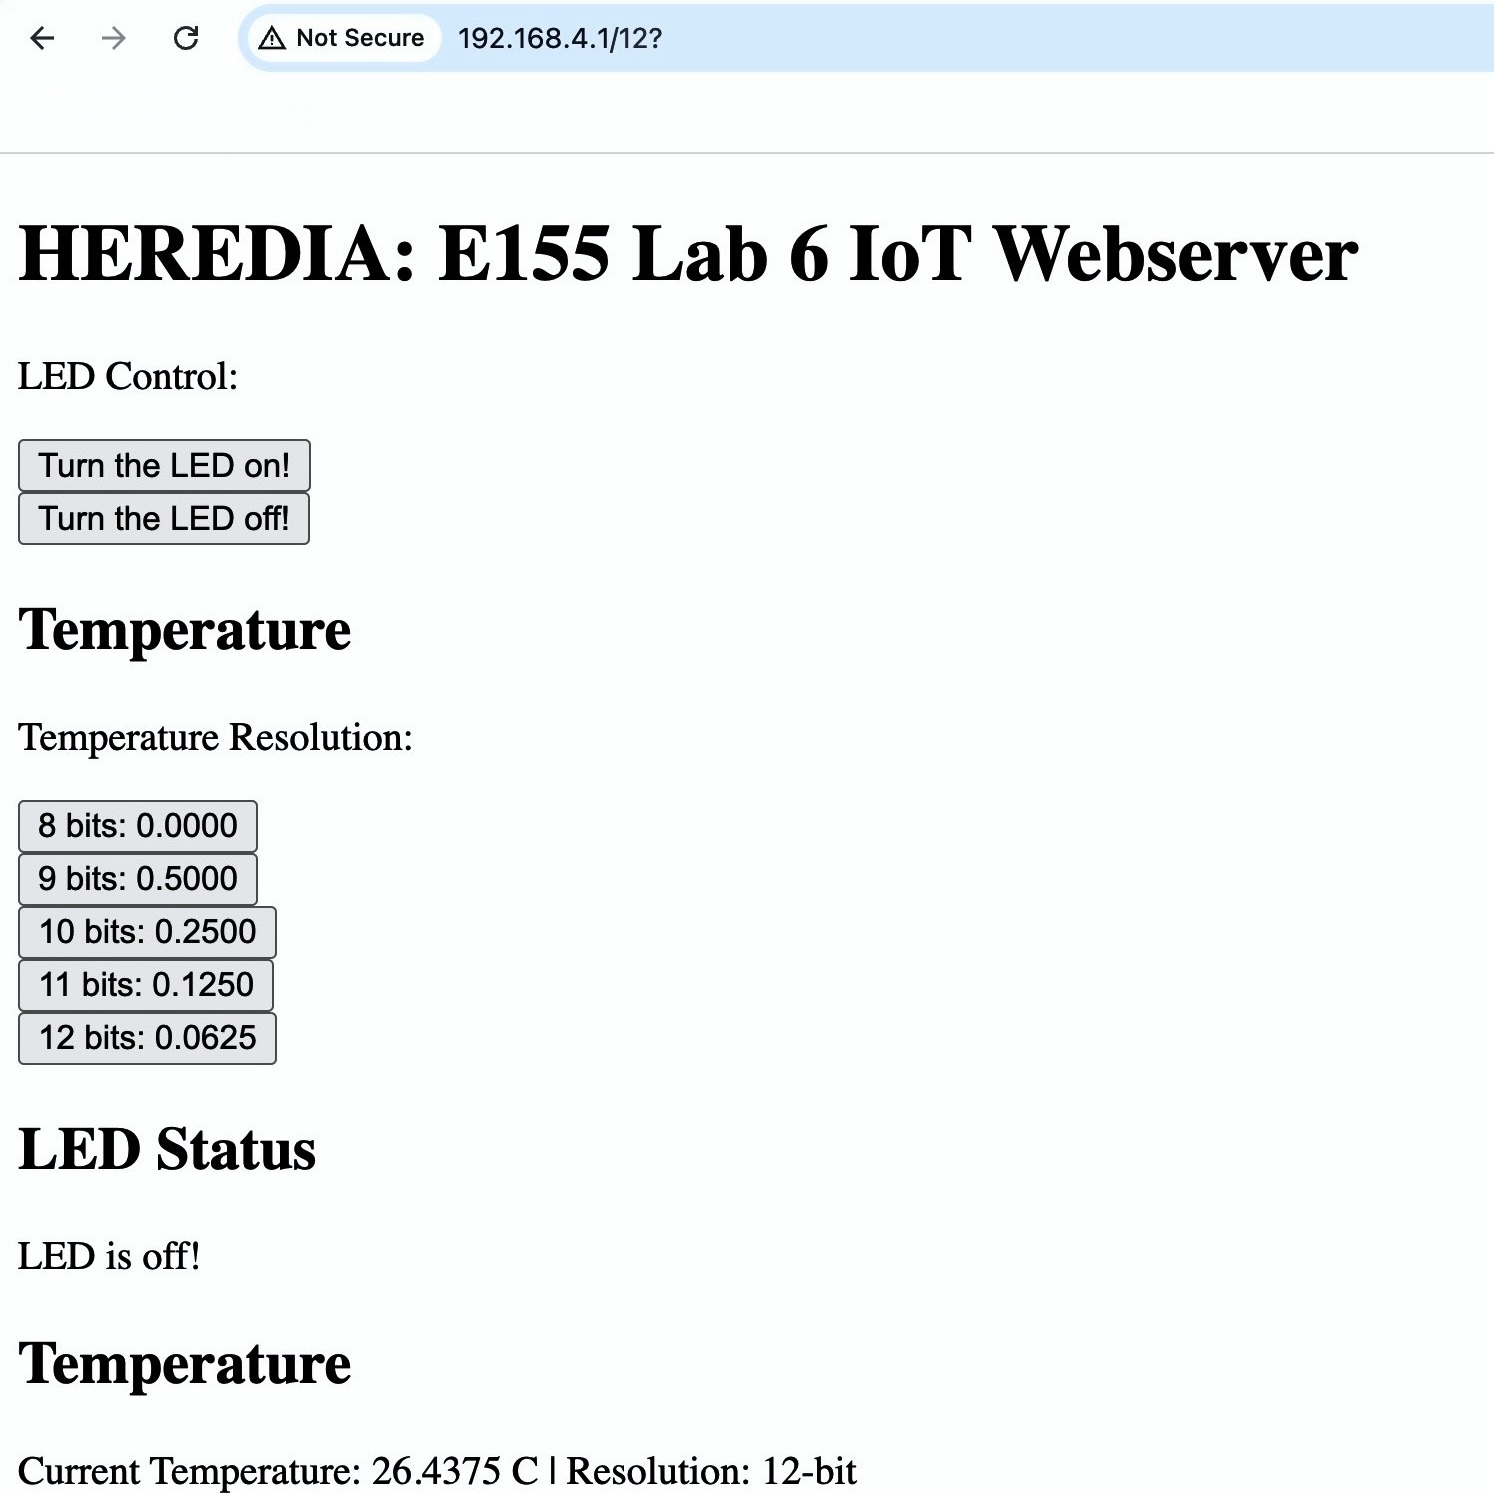 Not Secure 192.168.4.1/12?
HEREDIA: E155 Lab 6 IoT Webserver
LED Control:
Turn the LED on!
Turn the LED off!
Temperature
Temperature Resolution:
8 bits: 0.0000
9 bits: 0.5000
10 bits: 0.2500
11 bits: 0.1250
12 bits: 0.0625
LED Status
LED is off!
Temperature
Current Temperature: 26.4375 C | Resolution: 12-bit